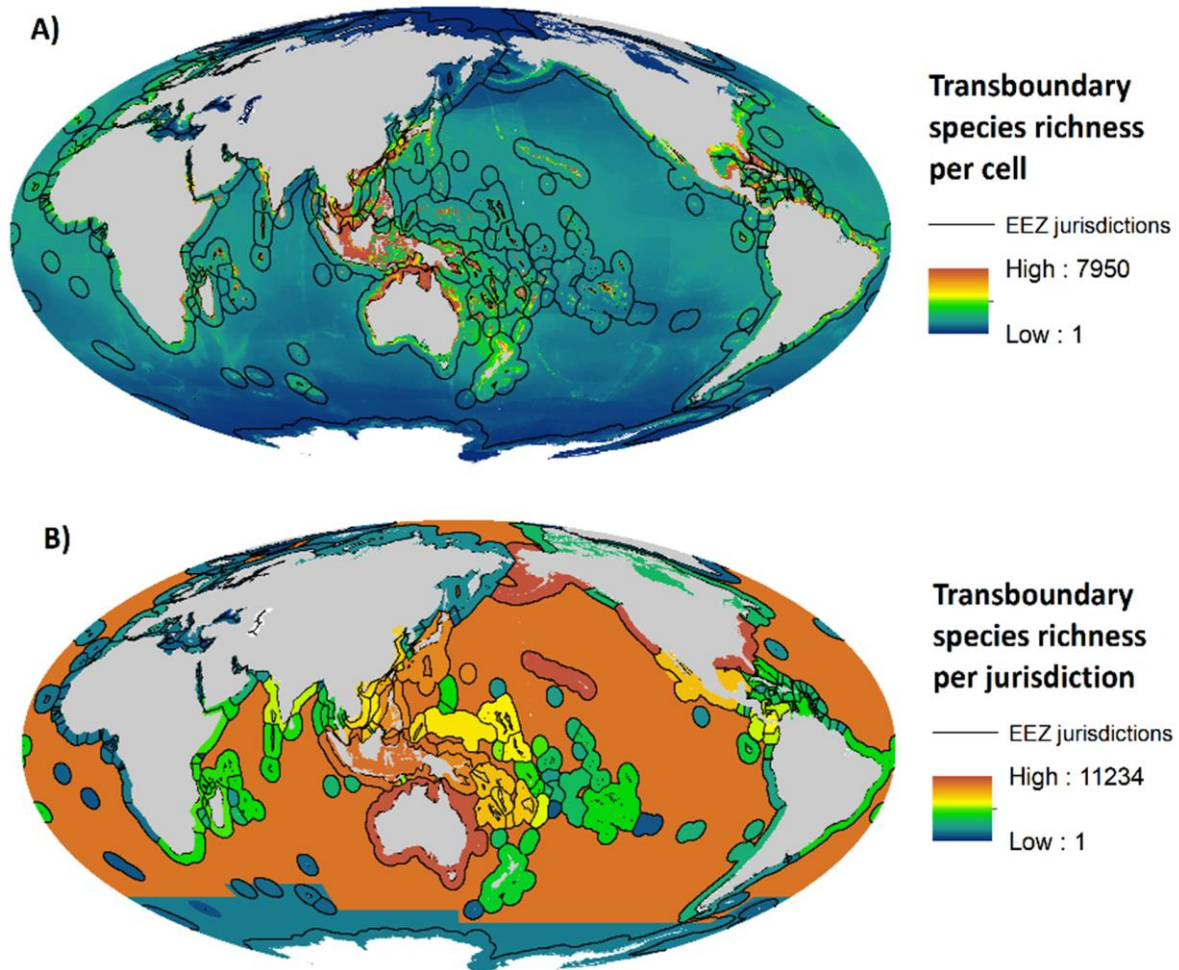 A)
Transboundary
species richness
per cell
EEZ jurisdictions
High : 7950
Low : 1
B)
Transboundary
species richness
per jurisdiction
EEZ jurisdictions
High : 11234
Low : 1